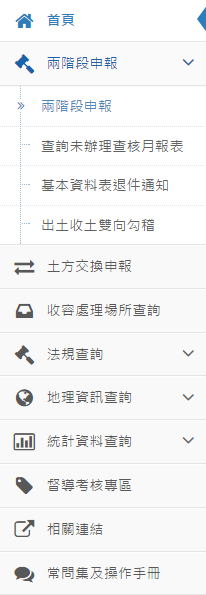 首頁
兩階段申報
兩階段申報
查詢未辦理查核月報表
基本資料表退件通知
出土收土雙向勾稽
土方交換申報
收容處理場所查詢
法規查詢
地理資訊查詢
統計資料查詢
督導考核專區
相關連結
常問集及操作手冊